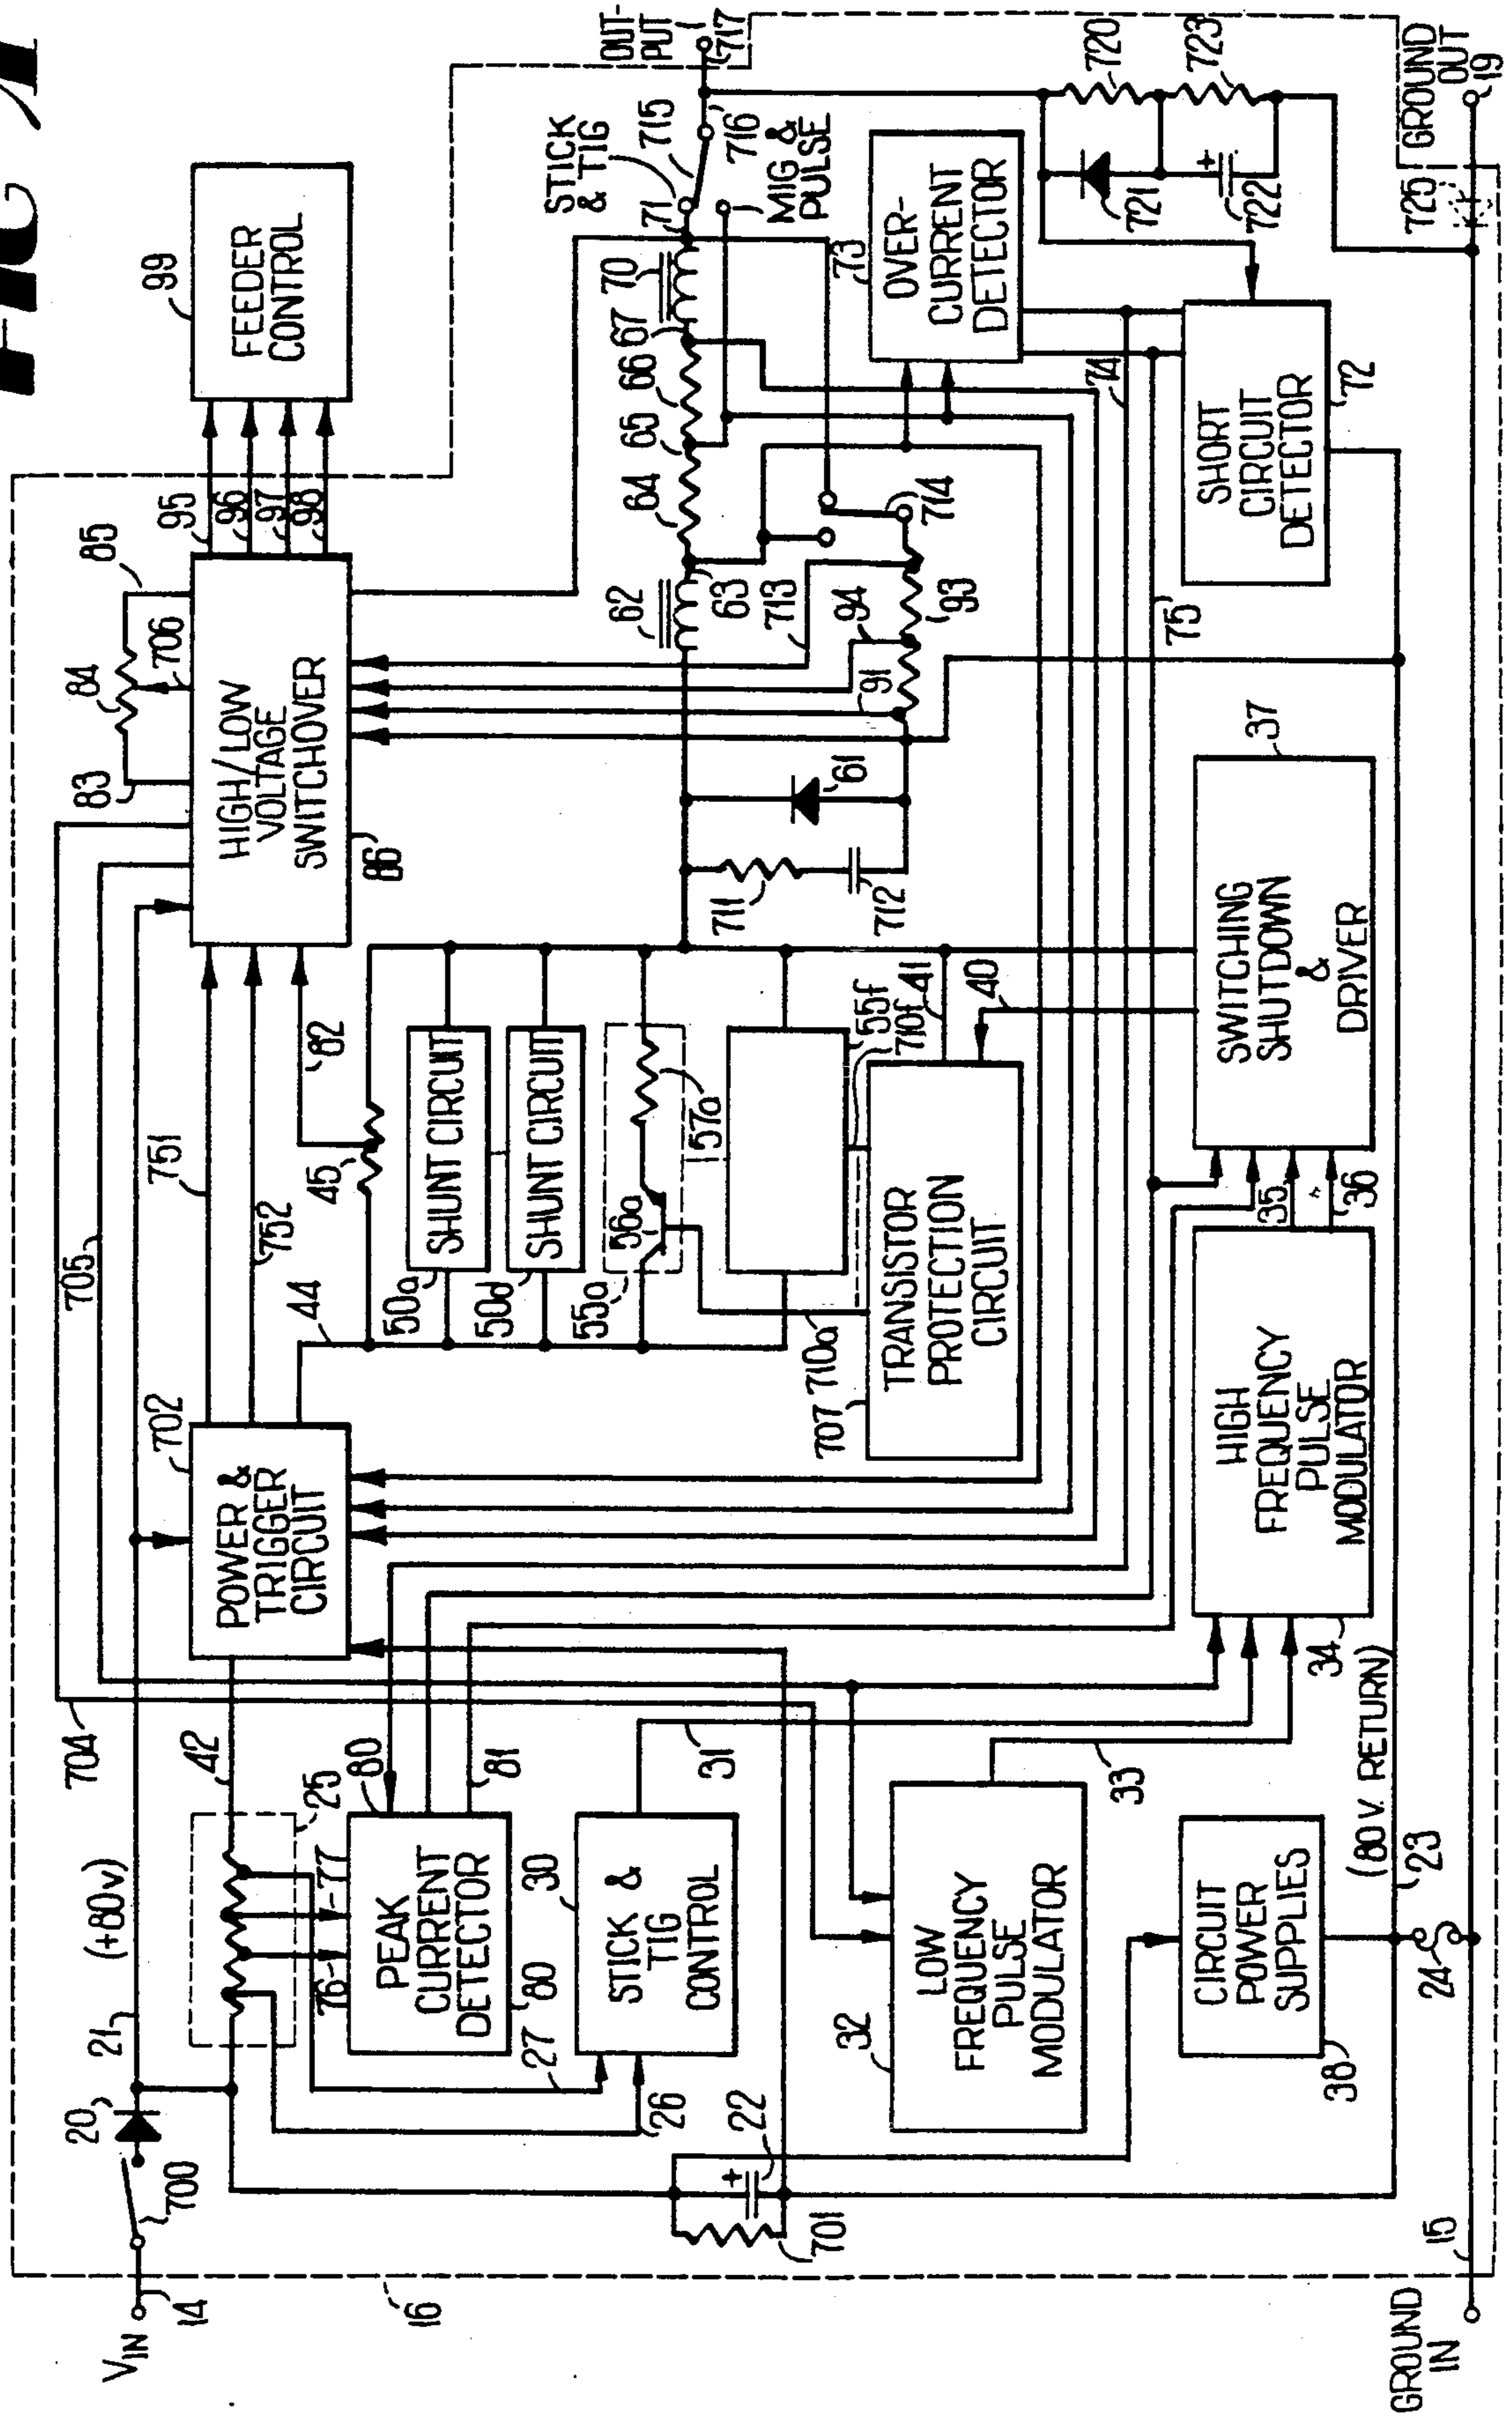 FIG 7A
VIN
14
700
20
21
(+80v)
704
42
25
705
702
POWER &
TRIGGER
CIRCUIT
751
752
44
45
82
HIGH/LOW
VOLTAGE
SWITCHOVER
86
83
84
706
85
95
96
97
98
99
FEEDER
CONTROL
76
77
PEAK
CURRENT
DETECTOR
80
80
81
27
26
30
STICK &
TIG
CONTROL
31
16
701
22
+
32
LOW
FREQUENCY
PULSE
MODULATOR
33
38
CIRCUIT
POWER
SUPPLIES
(80 V. RETURN)
23
24
15
GROUND
IN
50a
SHUNT CIRCUIT
50d
SHUNT CIRCUIT
55a
56a
57a
55f
710f
710a
41
40
707
TRANSISTOR
PROTECTION
CIRCUIT
34
HIGH
FREQUENCY
PULSE
MODULATOR
35
36
SWITCHING
SHUTDOWN
&
DRIVER
37
711
712
61
62
63
64
65
66
67
70
71
713
91
94
93
714
STICK
& TIG
715
716
MIG &
PULSE
OUT-
PUT
717
73
OVER-
CURRENT
DETECTOR
74
75
SHORT
CIRCUIT
DETECTOR
72
720
721
722
+
723
725
GROUND
OUT
19